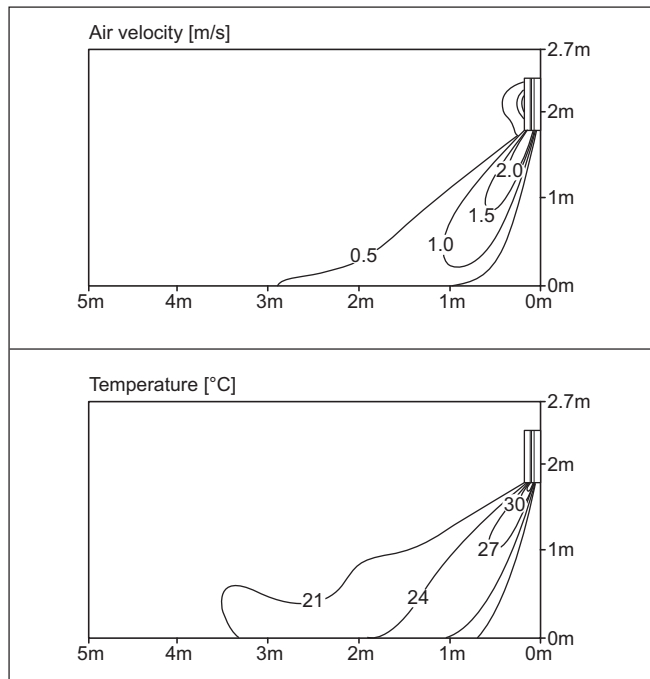 Air velocity [m/s]
2.7m
2m
2.0
1m
1.5
1.0
0.5
0m
5m 4m 3m 2m 1m 0m
Temperature [°C]
2.7m
2m
30
27
1m
21 24
0m
5m 4m 3m 2m 1m 0m